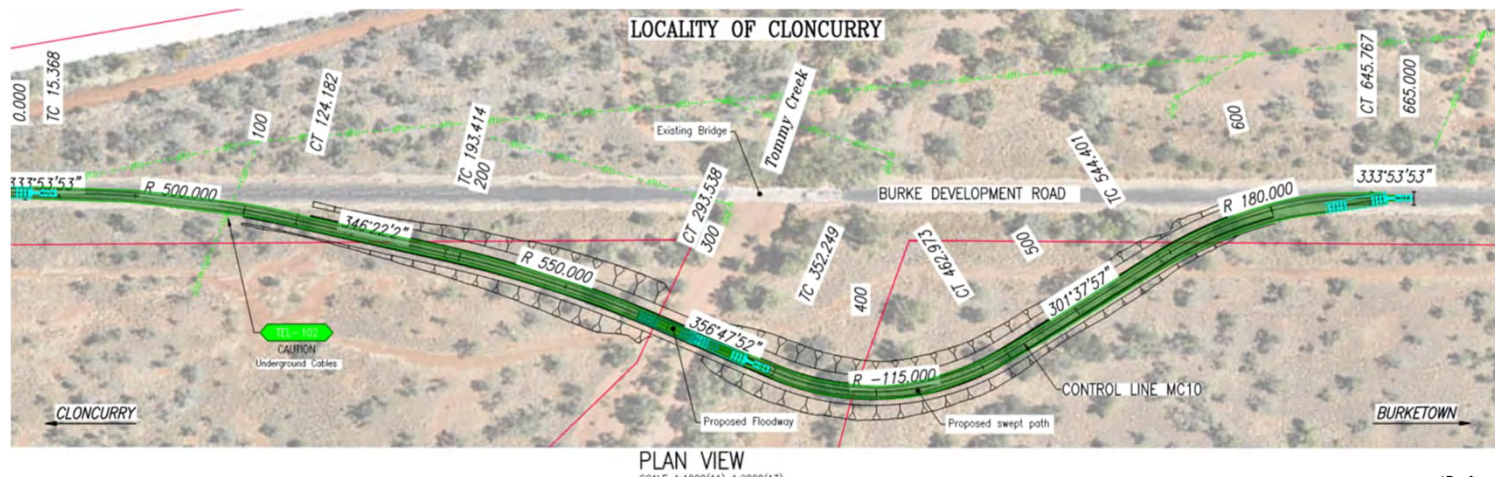 LOCALITY OF CLONCURRY
0.000
TC 15.368
CT 124.182
100
TC 193.414
200
Existing Bridge
Tommy Creek
CT 293.538
300
TC 352.249
400
CT 462.973
500
TC 544.401
600
CT 645.767
665.000
333°53'53"
R 500.000
346°22'2"
R 550.000
356°47'52"
R -115.000
301°37'57"
R 180.000
333°53'53"
BURKE DEVELOPMENT ROAD
TEL-102
CAUTION
Underground Cables
Proposed Floodway
Proposed swept path
CONTROL LINE MC10
CLONCURRY
BURKETOWN
PLAN VIEW